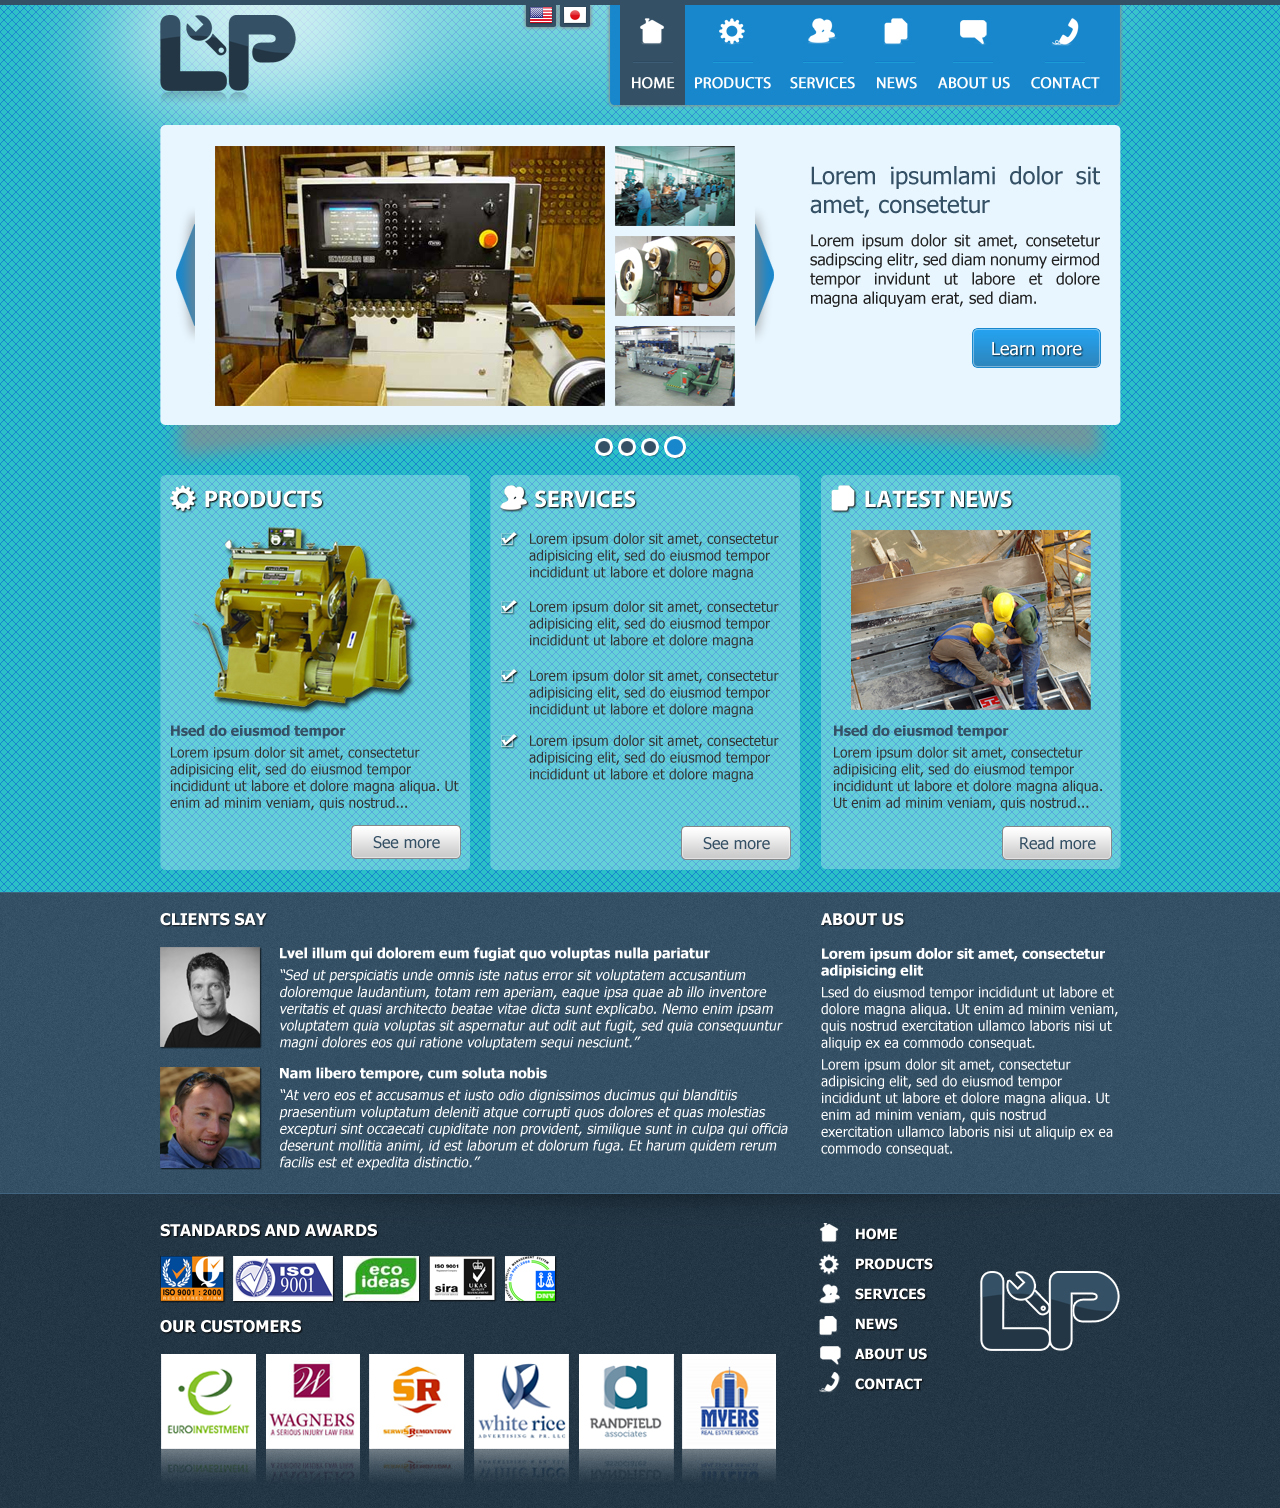 LP
HOME
PRODUCTS
SERVICES
NEWS
ABOUT US
CONTACT
Lorem ipsumlami dolor sit
amet, consetetur
Lorem ipsum dolor sit amet, consetetur
sadipscing elitr, sed diam nonumy eirmod
tempor invidunt ut labore et dolore
magna aliquyam erat, sed diam.
Learn more
PRODUCTS
Hsed do eiusmod tempor
Lorem ipsum dolor sit amet, consectetur
adipisicing elit, sed do eiusmod tempor
incididunt ut labore et dolore magna aliqua. Ut
enim ad minim veniam, quis nostrud...
See more
SERVICES
Lorem ipsum dolor sit amet, consectetur
adipisicing elit, sed do eiusmod tempor
incididunt ut labore et dolore magna
Lorem ipsum dolor sit amet, consectetur
adipisicing elit, sed do eiusmod tempor
incididunt ut labore et dolore magna
Lorem ipsum dolor sit amet, consectetur
adipisicing elit, sed do eiusmod tempor
incididunt ut labore et dolore magna
Lorem ipsum dolor sit amet, consectetur
adipisicing elit, sed do eiusmod tempor
incididunt ut labore et dolore magna
See more
LATEST NEWS
Hsed do eiusmod tempor
Lorem ipsum dolor sit amet, consectetur
adipisicing elit, sed do eiusmod tempor
incididunt ut labore et dolore magna aliqua.
Ut enim ad minim veniam, quis nostrud...
Read more
CLIENTS SAY
Lvel illum qui dolorem eum fugiat quo voluptas nulla pariatur
“Sed ut perspiciatis unde omnis iste natus error sit voluptatem accusantium
doloremque laudantium, totam rem aperiam, eaque ipsa quae ab illo inventore
veritatis et quasi architecto beatae vitae dicta sunt explicabo. Nemo enim ipsam
voluptatem quia voluptas sit aspernatur aut odit aut fugit, sed quia consequuntur
magni dolores eos qui ratione voluptatem sequi nesciunt.”
Nam libero tempore, cum soluta nobis
“At vero eos et accusamus et iusto odio dignissimos ducimus qui blanditiis
praesentium voluptatum deleniti atque corrupti quos dolores et quas molestias
excepturi sint occaecati cupiditate non provident, similique sunt in culpa qui officia
deserunt mollitia animi, id est laborum et dolorum fuga. Et harum quidem rerum
facilis est et expedita distinctio.”
ABOUT US
Lorem ipsum dolor sit amet, consectetur
adipisicing elit
Lsed do eiusmod tempor incididunt ut labore et
dolore magna aliqua. Ut enim ad minim veniam,
quis nostrud exercitation ullamco laboris nisi ut
aliquip ex ea commodo consequat.
Lorem ipsum dolor sit amet, consectetur
adipisicing elit, sed do eiusmod tempor
incididunt ut labore et dolore magna aliqua. Ut
enim ad minim veniam, quis nostrud
exercitation ullamco laboris nisi ut aliquip ex ea
commodo consequat.
STANDARDS AND AWARDS
ISO 9001 : 2000
ISO
9001
eco
ideas
ISO 9001
sira
UKAS
DNV
OUR CUSTOMERS
EUROINVESTMENT
W
WAGNERS
A SERIOUS INJURY LAW FIRM
SR
SERWIS REMONTOWY
white rice
ADVERTISING & PR, LLC
RANDFIELD
associates
MYERS
REAL ESTATE SERVICES
HOME
PRODUCTS
SERVICES
NEWS
ABOUT US
CONTACT
LP